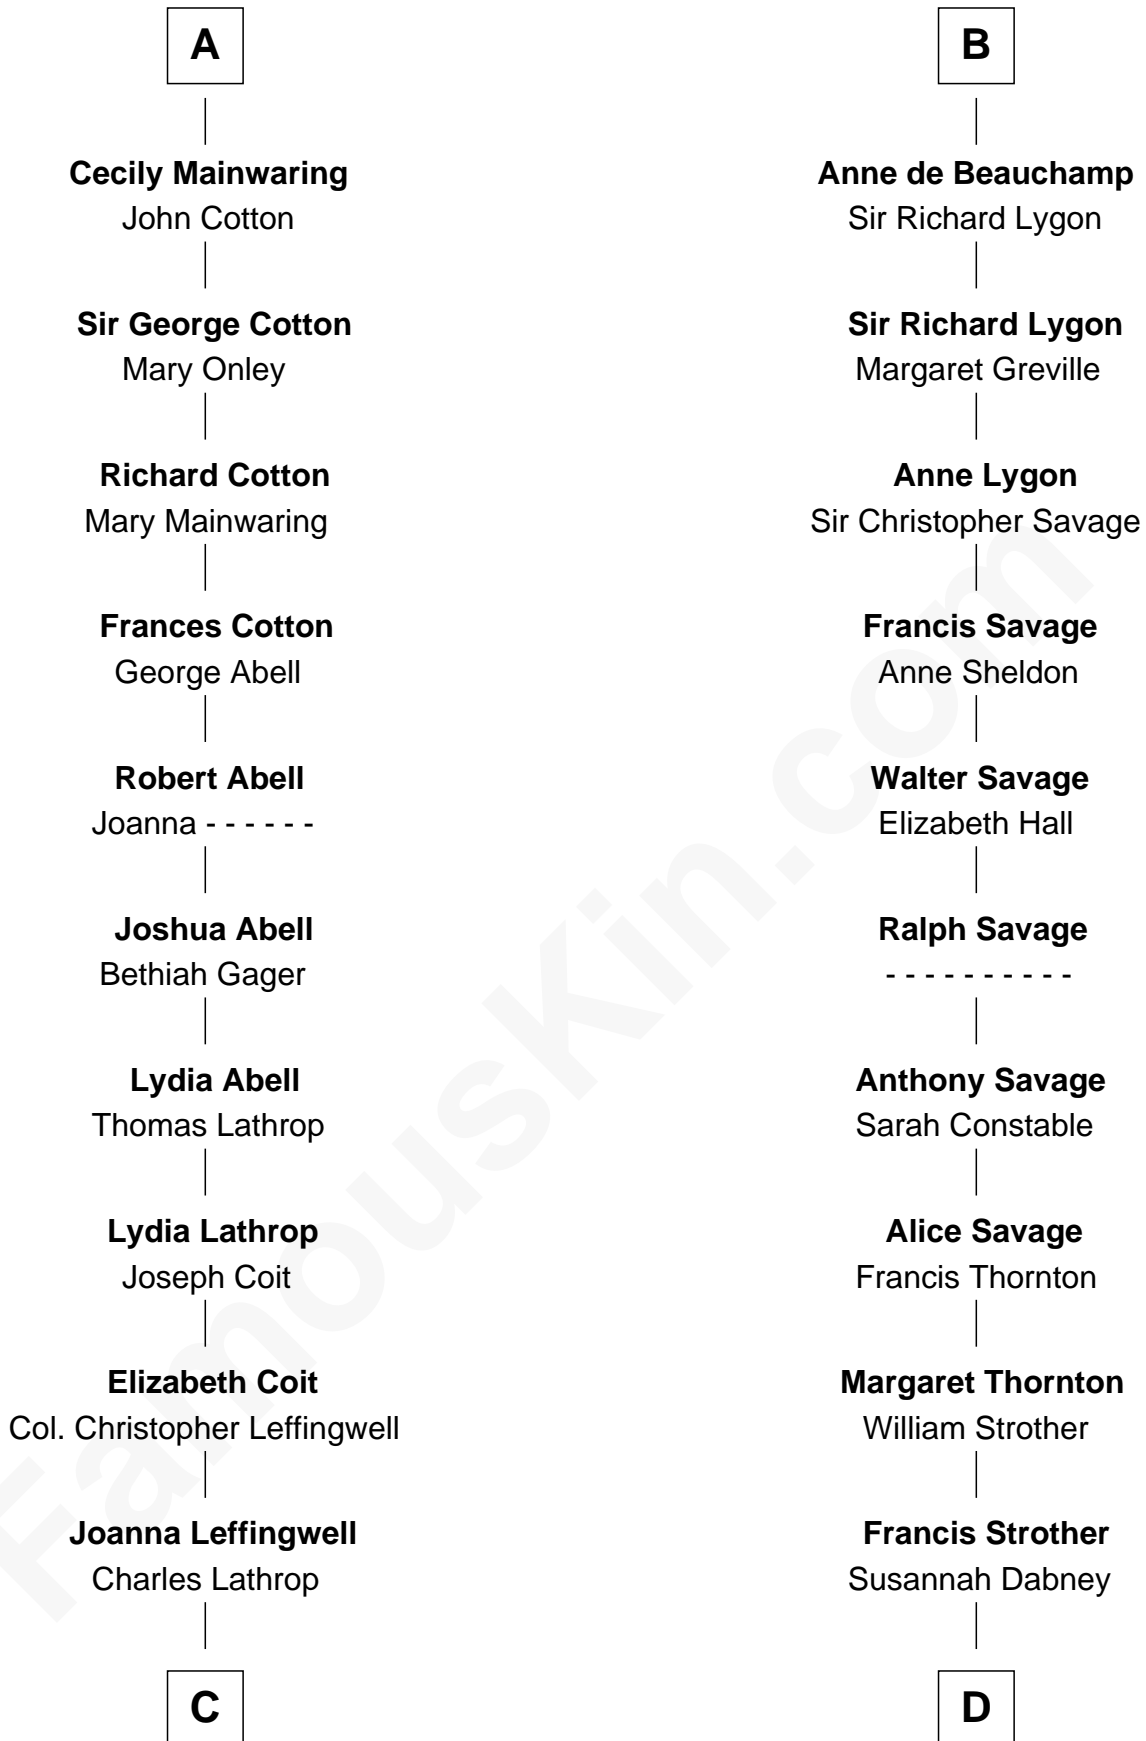 A
Cecily Mainwaring
John Cotton
Sir George Cotton
Mary Onley
Richard Cotton
Mary Mainwaring
Frances Cotton
George Abell
Robert Abell
Joanna - - - - - -
Joshua Abell
Bethiah Gager
Lydia Abell
Thomas Lathrop
Lydia Lathrop
Joseph Coit
Elizabeth Coit
Col. Christopher Leffingwell
Joanna Leffingwell
Charles Lathrop
C
B
Anne de Beauchamp
Sir Richard Lygon
Sir Richard Lygon
Margaret Greville
Anne Lygon
Sir Christopher Savage
Francis Savage
Anne Sheldon
Walter Savage
Elizabeth Hall
Ralph Savage
- - - - - - - - - -
Anthony Savage
Sarah Constable
Alice Savage
Francis Thornton
Margaret Thornton
William Strother
Francis Strother
Susannah Dabney
D
FamousKin.com